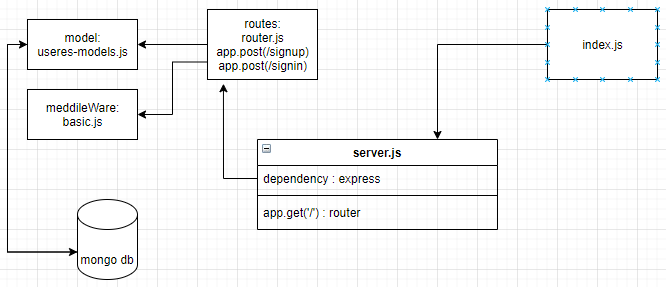 model:
useres-models.js
routes:
router.js
app.post(/signup)
app.post(/signin)
index.js
meddileWare:
basic.js
server.js
dependency : express
app.get('/') : router
mongo db